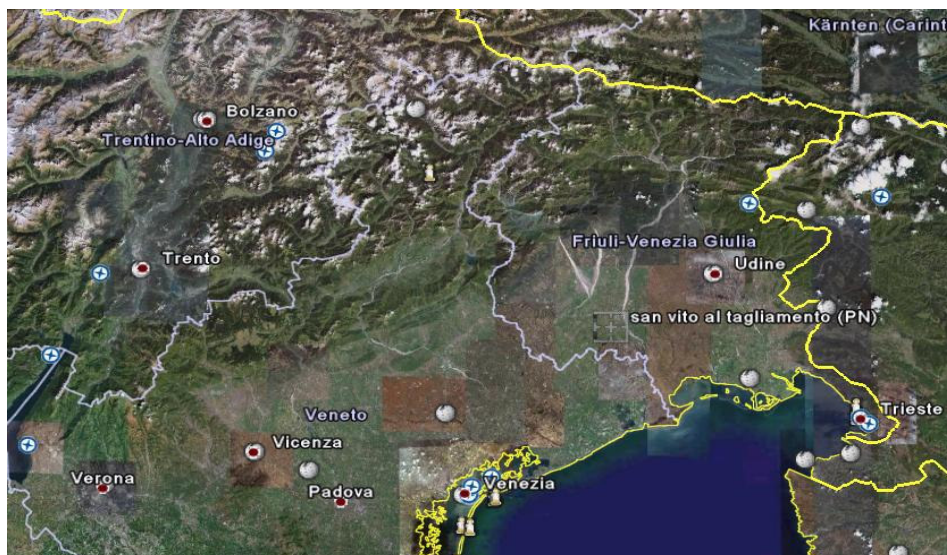 Kärnten (Carint
Bolzano
Trentino-Alto Adige
Friuli-Venezia Giulia
Trento
Udine
san vito al tagliamento (PN)
Veneto
Trieste
Vicenza
Verona
Padova
Venezia